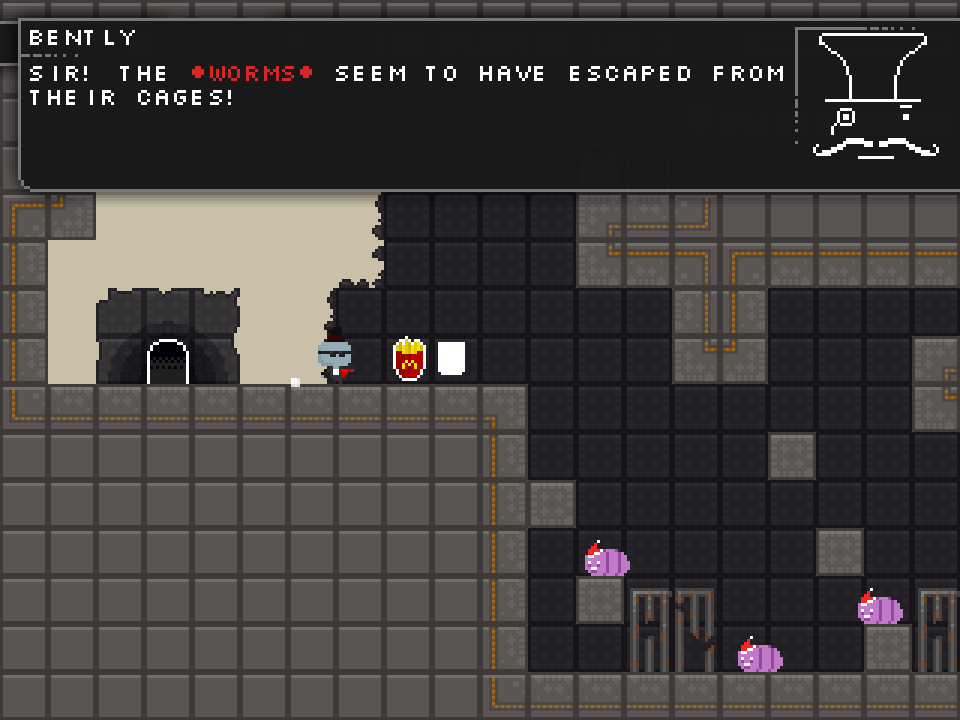 BENTLY
SIR! THE *WORMS* SEEM TO HAVE ESCAPED FROM
THEIR CAGES!
M